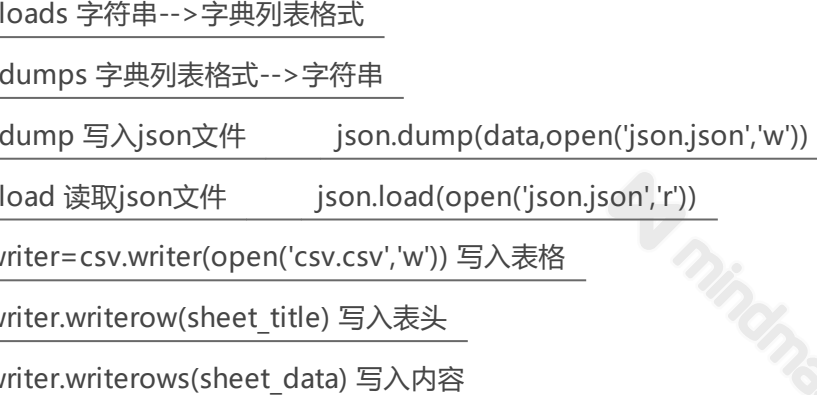 loads 字符串-->字典列表格式
dumps 字典列表格式-->字符串
dump 写入json文件 json.dump(data,open('json.json','w'))
load 读取json文件 json.load(open('json.json','r'))
writer=csv.writer(open('csv.csv','w')) 写入表格
writer.writerow(sheet_title) 写入表头
writer.writerows(sheet_data) 写入内容